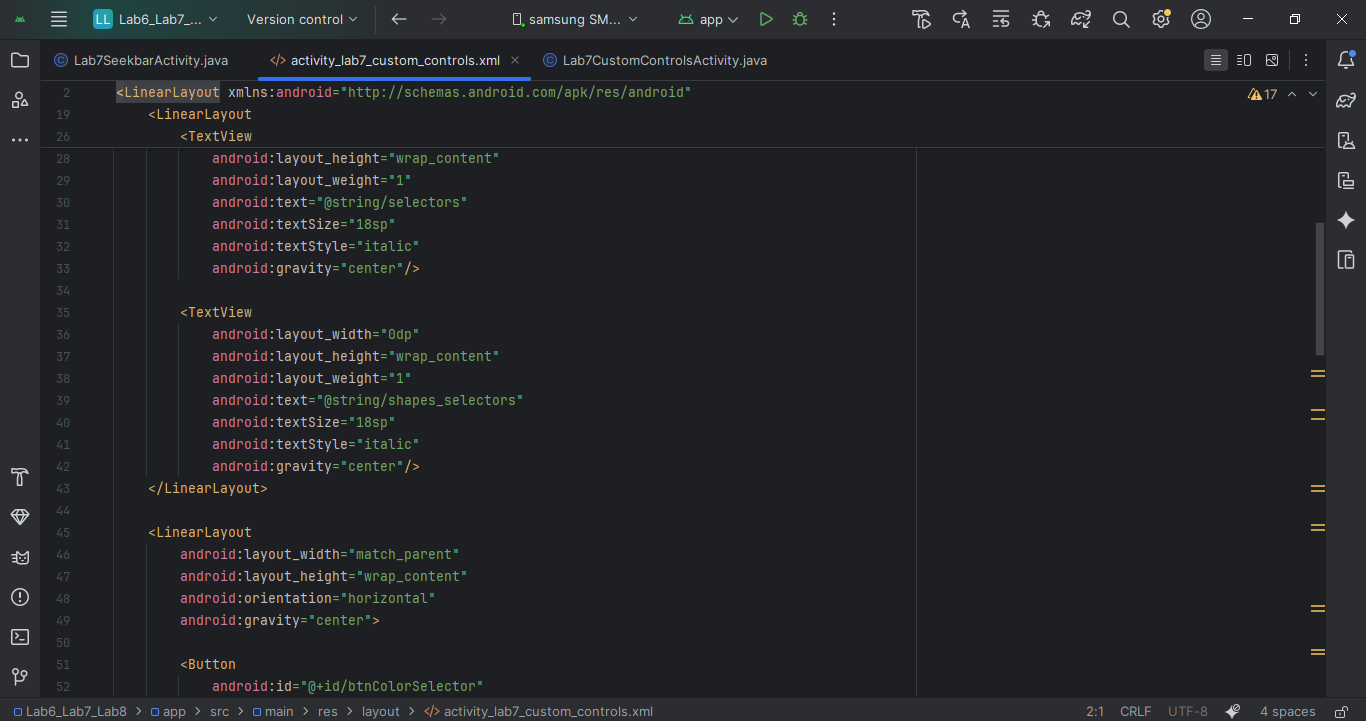 LL Lab6_Lab7_... Version control samsung SM... app
Lab7SeekbarActivity.java activity_lab7_custom_controls.xml Lab7CustomControlsActivity.java
2 <LinearLayout xmlns:android="http://schemas.android.com/apk/res/android" 17
19 <LinearLayout
26 <TextView
28 android:layout_height="wrap_content"
29 android:layout_weight="1"
30 android:text="@string/selectors"
31 android:textSize="18sp"
32 android:textStyle="italic"
33 android:gravity="center"/>
34
35 <TextView
36 android:layout_width="0dp"
37 android:layout_height="wrap_content"
38 android:layout_weight="1"
39 android:text="@string/shapes_selectors"
40 android:textSize="18sp"
41 android:textStyle="italic"
42 android:gravity="center"/>
43 </LinearLayout>
44
45 <LinearLayout
46 android:layout_width="match_parent"
47 android:layout_height="wrap_content"
48 android:orientation="horizontal"
49 android:gravity="center">
50
51 <Button
52 android:id="@+id/btnColorSelector"
Lab6_Lab7_Lab8 > app > src > main > res > layout > activity_lab7_custom_controls.xml 2:1 CRLF UTF-8 4 spaces